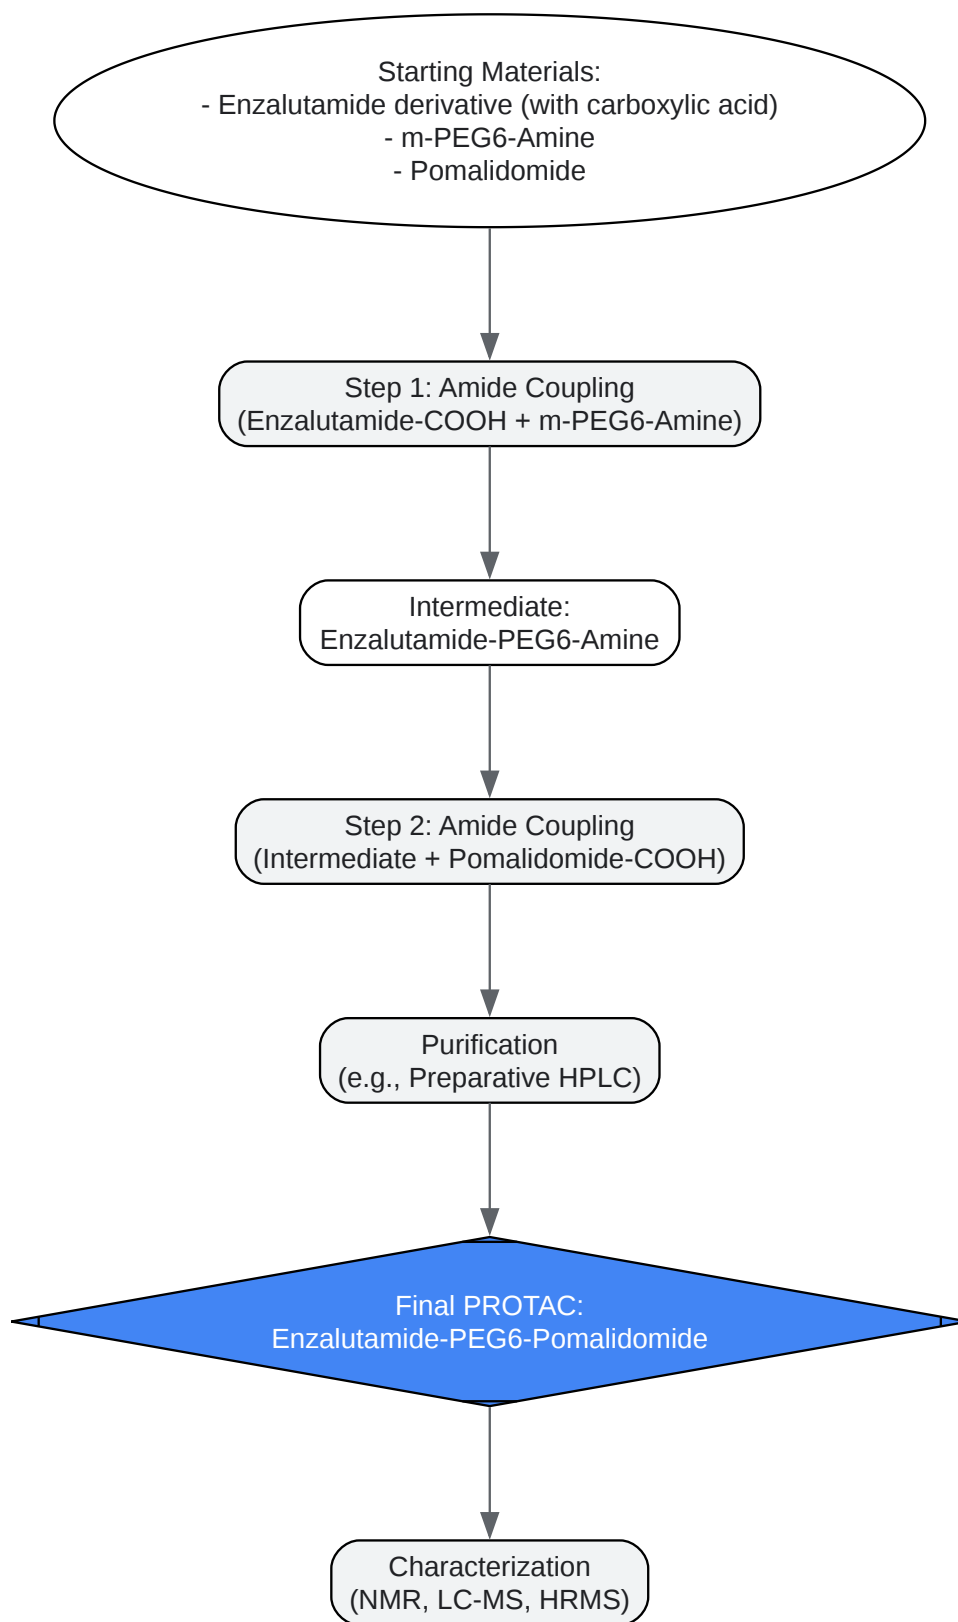 Starting Materials:
- Enzalutamide derivative (with carboxylic acid)
- m-PEG6-Amine
- Pomalidomide
Step 1: Amide Coupling
(Enzalutamide-COOH + m-PEG6-Amine)
Intermediate:
Enzalutamide-PEG6-Amine
Step 2: Amide Coupling
(Intermediate + Pomalidomide-COOH)
Purification
(e.g., Preparative HPLC)
Final PROTAC:
Enzalutamide-PEG6-Pomalidomide
Characterization
(NMR, LC-MS, HRMS)